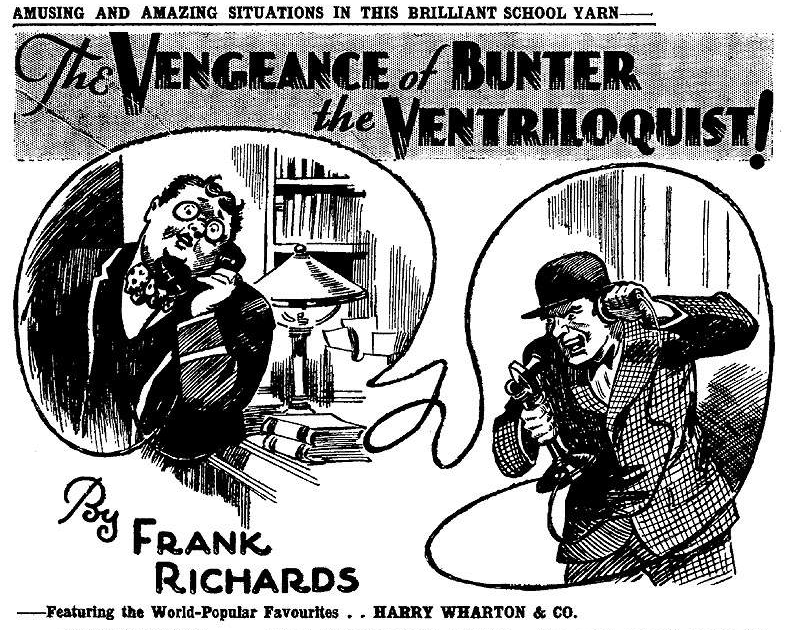 AMUSING AND AMAZING SITUATIONS IN THIS BRILLIANT SCHOOL YARN—
The VENGEANCE of BUNTER
the VENTRILOQUIST!
By FRANK
RICHARDS
—Featuring the World-Popular Favourites . . HARRY WHARTON & CO.